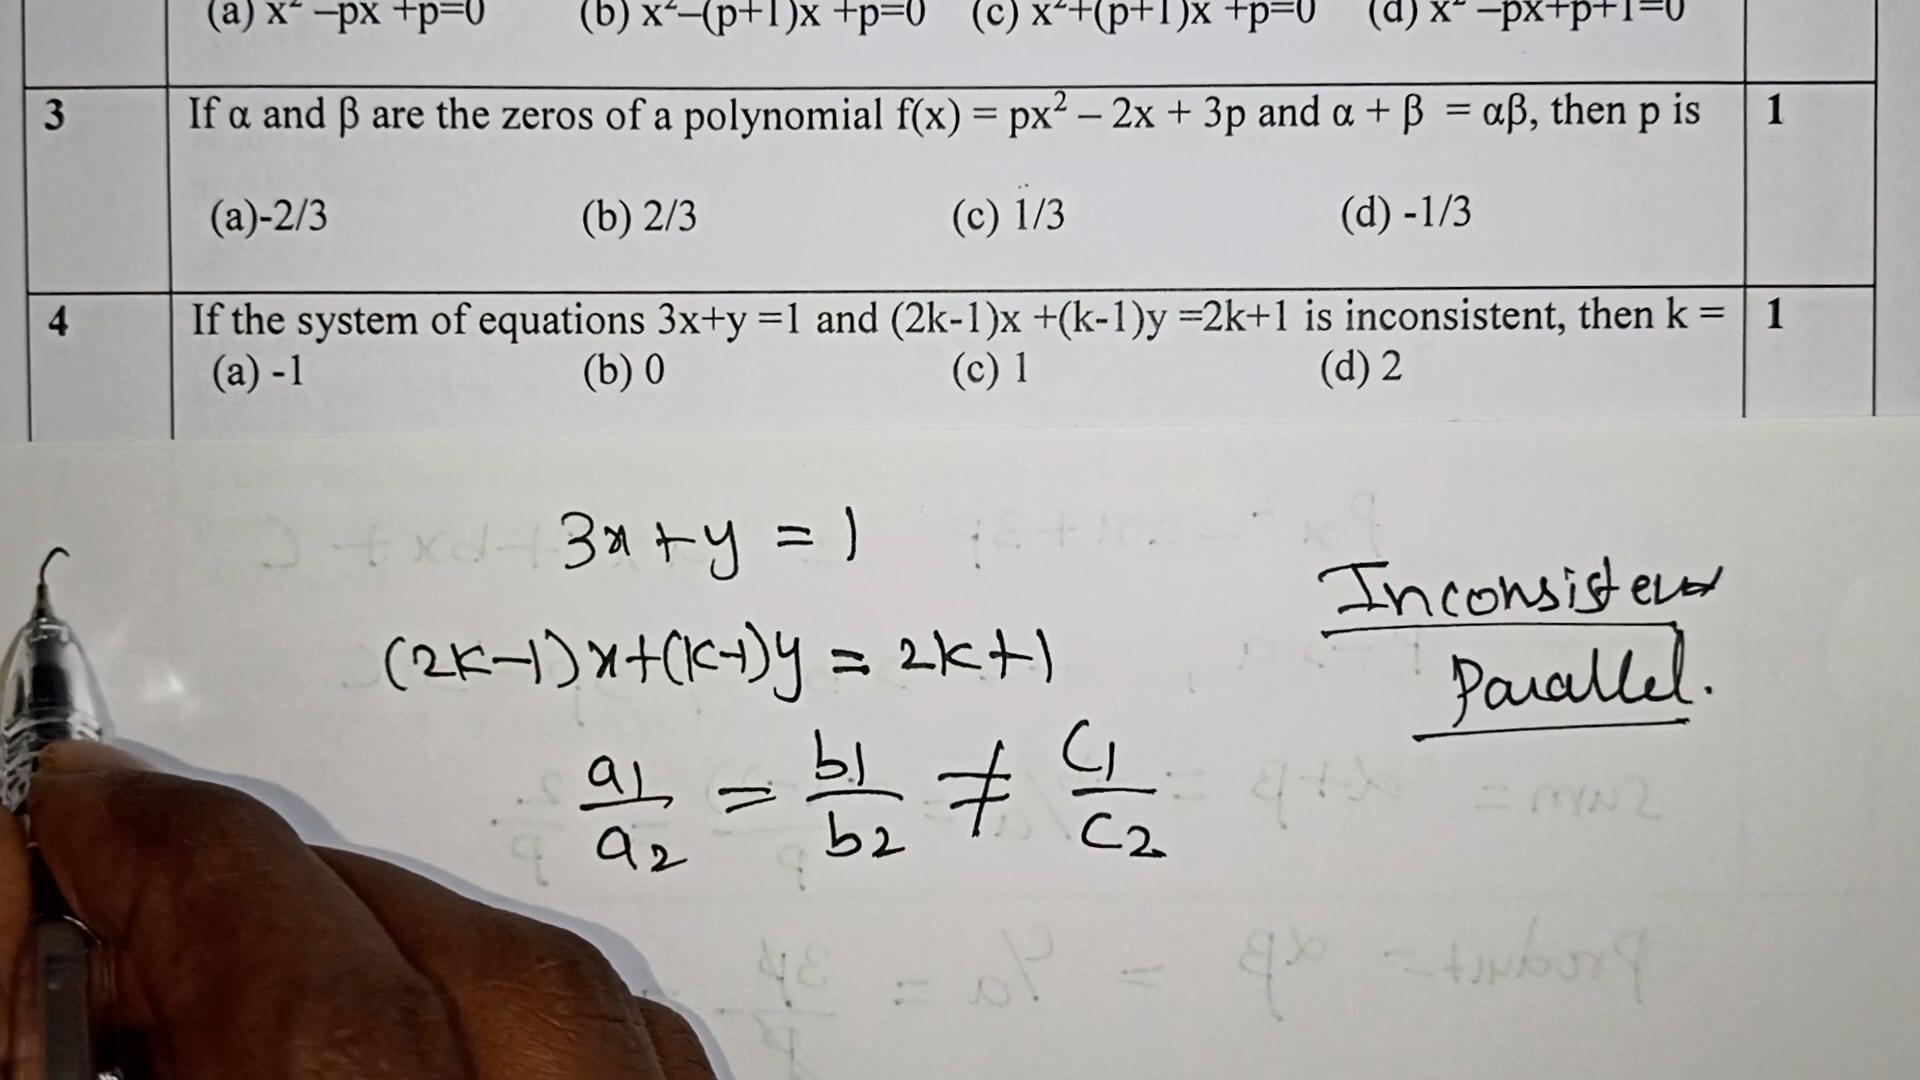 (a) x² –px +p=0 (b) x²–(p+1)x +p=0 (c) x²+(p+1)x +p=0 (d) x² –px+p+1=0
3 If α and β are the zeros of a polynomial f(x) = px² – 2x + 3p and α + β = αβ, then p is 1
(a)-2/3 (b) 2/3 (c) 1/3 (d) -1/3
4 If the system of equations 3x+y =1 and (2k-1)x +(k-1)y =2k+1 is inconsistent, then k = 1
(a) -1 (b) 0 (c) 1 (d) 2
3x+y = 1
Inconsistent
(2k-1)x+(k-1)y = 2k+1
Parallel.
a1/a2 = b1/b2 ≠ C1/C2